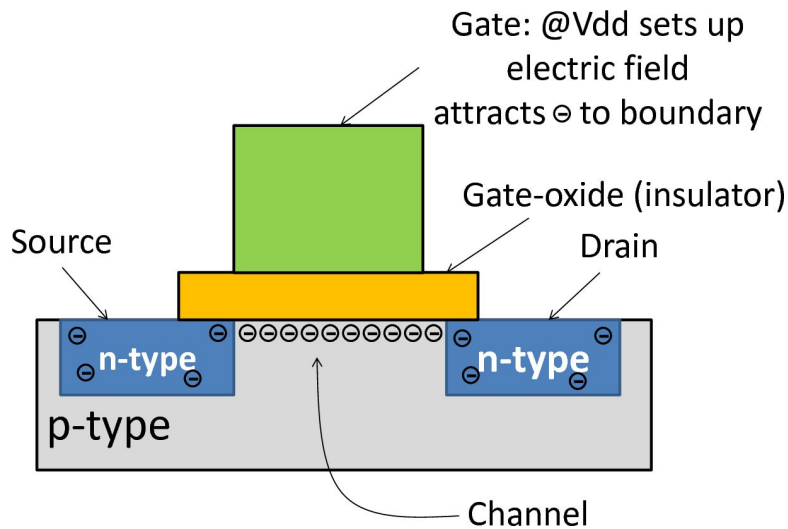 Gate: @Vdd sets up
electric field
attracts ⊖ to boundary
Gate-oxide (insulator)
Source
Drain
n-type
n-type
p-type
Channel